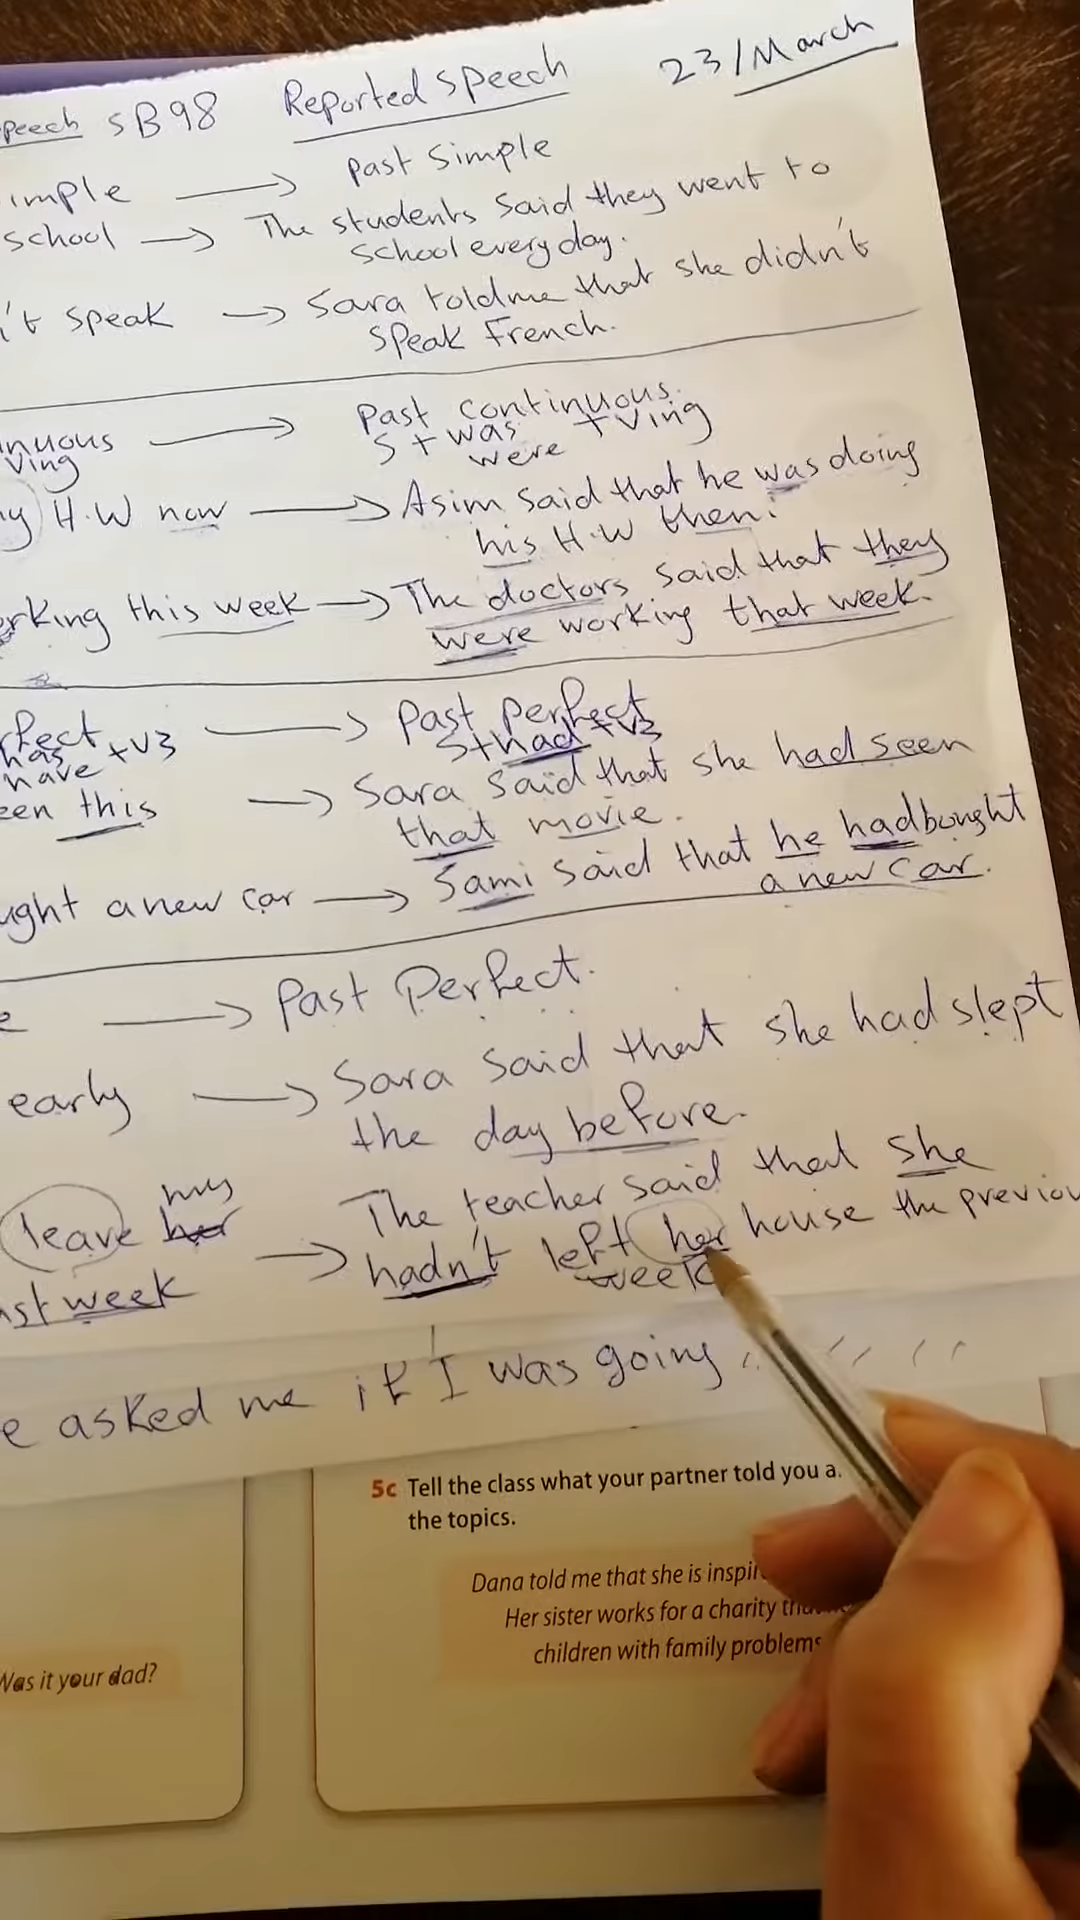 speech SB98 Reported Speech 23/March
imple → past Simple
school → The students said they went to
school every day.
't speak → Sara told me that she didn't
speak French.
nuous → Past continuous.
ving S + was + Ving
were
my H.W now → Asim said that he was doing
his H.W then.
rking this week → The doctors said that they
were working that week.
rfect → Past perfect
has + V3 S + had + V3
have
een this → Sara said that she had seen
that movie.
ught a new car → Sami said that he had bought
a new car.
e → Past Perfect.
early → Sara said that she had slept
the day before.
leave my her The teacher said that she
→ hadn't left her house the previou
ast week week
e asked me if I was going
5c Tell the class what your partner told you a
the topics.
Dana told me that she is inspir
Her sister works for a charity
children with family problems
Was it your dad?